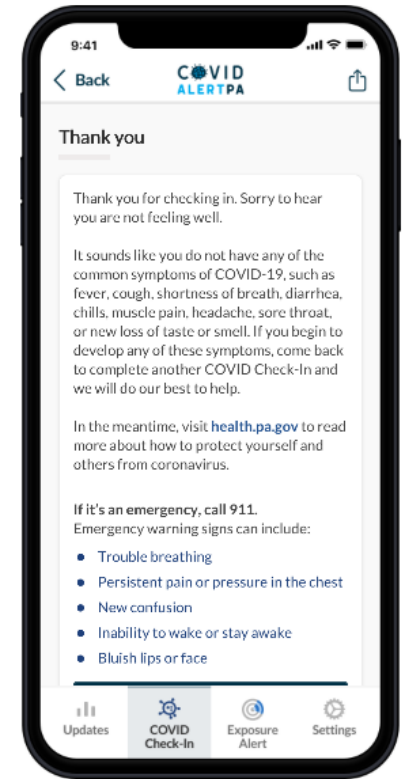 9:41
Back
COVID
ALERTPA
Thank you
Thank you for checking in. Sorry to hear
you are not feeling well.
It sounds like you do not have any of the
common symptoms of COVID-19, such as
fever, cough, shortness of breath, diarrhea,
chills, muscle pain, headache, sore throat,
or new loss of taste or smell. If you begin to
develop any of these symptoms, come back
to complete another COVID Check-In and
we will do our best to help.
In the meantime, visit health.pa.gov to read
more about how to protect yourself and
others from coronavirus.
If it's an emergency, call 911.
Emergency warning signs can include:
• Trouble breathing
• Persistent pain or pressure in the chest
• New confusion
• Inability to wake or stay awake
• Bluish lips or face
Updates
COVID
Check-In
Exposure
Alert
Settings